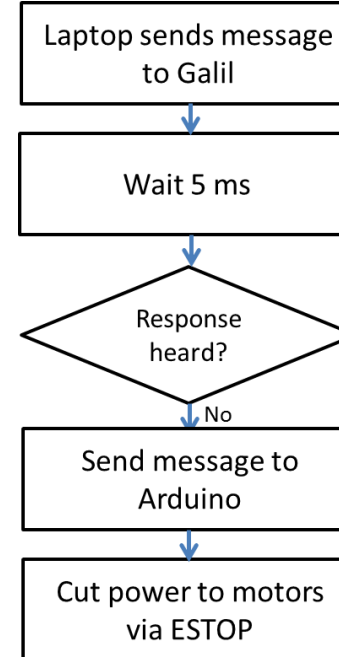 Laptop sends message
to Galil
Wait 5 ms
Response
heard?
No
Send message to
Arduino
Cut power to motors
via ESTOP